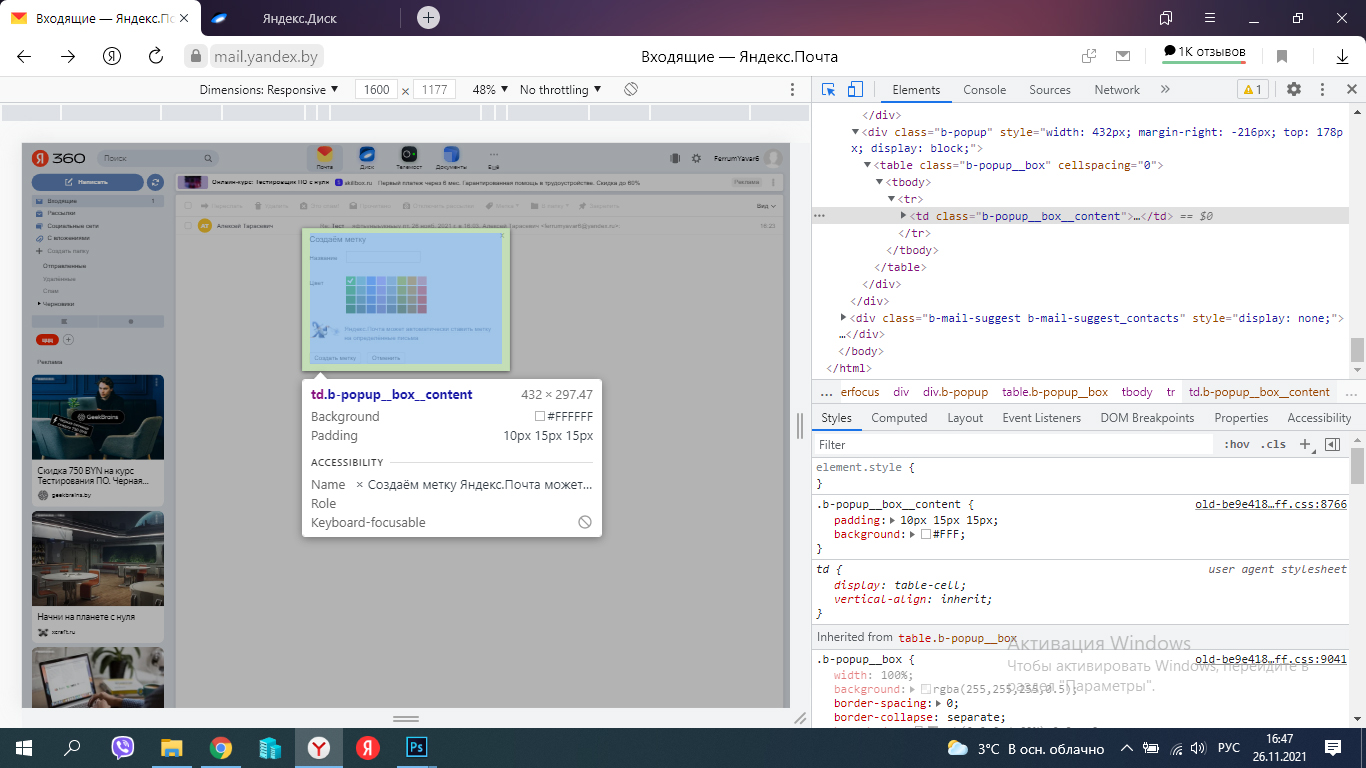 Входящие — Яндекс.По
Яндекс.Диск
mail.yandex.by
Входящие — Яндекс.Почта
1К отзывов
Dimensions: Responsive
1600 × 1177
48%
No throttling
Elements
Console
Sources
Network
1
Я 360
Поиск
Почта
Диск
Телемост
Документы
Ещё
FerrumYavar6
Написать
Входящие 1
Рассылки
Социальные сети
С вложениями
Создать папку
Отправленные
Удалённые
Спам
Черновики
Реклама
Онлайн-курс: Тестировщик ПО с нуля
skillbox.ru Первый платеж через 6 мес. Гарантированная помощь в трудоустройстве. Скидка до 60%
Реклама
Вид
АТ
Алексей Тарасевич
16:23
Создаём метку
Название
Цвет
Яндекс.Почта может автоматически ставить метку
на определенные письма
Создать метку
Отменить
GeekBrains
Скидка 750 BYN на курс
Тестирования ПО. Черная...
geekbrains.by
Начни на планете с нуля
xcraft.ru
td.b-popup__box__content 432 × 297.47
Background #FFFFFF
Padding 10px 15px 15px
ACCESSIBILITY
Name × Создаём метку Яндекс.Почта может...
Role
Keyboard-focusable
</div>
<div class="b-popup" style="width: 432px; margin-right: -216px; top: 178p
x; display: block;">
<table class="b-popup__box" cellspacing="0">
<tbody>
<tr>
<td class="b-popup__box__content">…</td> == $0
</tr>
</tbody>
</table>
</div>
</div>
<div class="b-mail-suggest b-mail-suggest_contacts" style="display: none;">
…</div>
</body>
</html>
... erfocus div div.b-popup table.b-popup__box tbody tr td.b-popup__box__content ...
Styles
Computed
Layout
Event Listeners
DOM Breakpoints
Properties
Accessibility
Filter
:hov .cls +
element.style {
}
.b-popup__box__content { old-be9e418…ff.css:8766
padding: 10px 15px 15px;
background: #FFF;
}
td { user agent stylesheet
display: table-cell;
vertical-align: inherit;
}
Inherited from table.b-popup__box
.b-popup__box { old-be9e418…ff.css:9041
width: 100%;
background: rgba(255,255,255,0.5);
border-spacing: 0;
border-collapse: separate;
Активация Windows
Чтобы активировать Windows, перейдите в
раздел "Параметры".
Ps
3°C В осн. облачно
РУС
16:47
26.11.2021